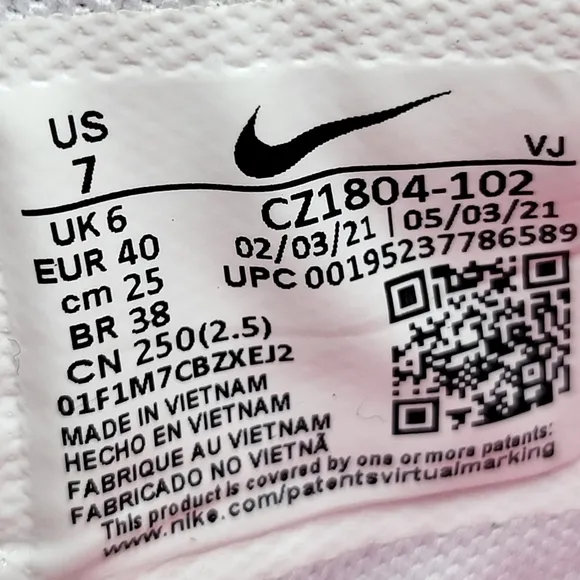 US
7
VJ
UK 6
EUR 40
cm 25
BR 38
CN 250(2.5)
CZ1804-102
02/03/21 | 05/03/21
UPC 00195237786589
01F1M7CBZXEJ2
MADE IN VIETNAM
HECHO EN VIETNAM
FABRIQUE AU VIETNAM
FABRICADO NO VIETNÃ
This product is covered by one or more patents:
www.nike.com/patentsvirtualmarking